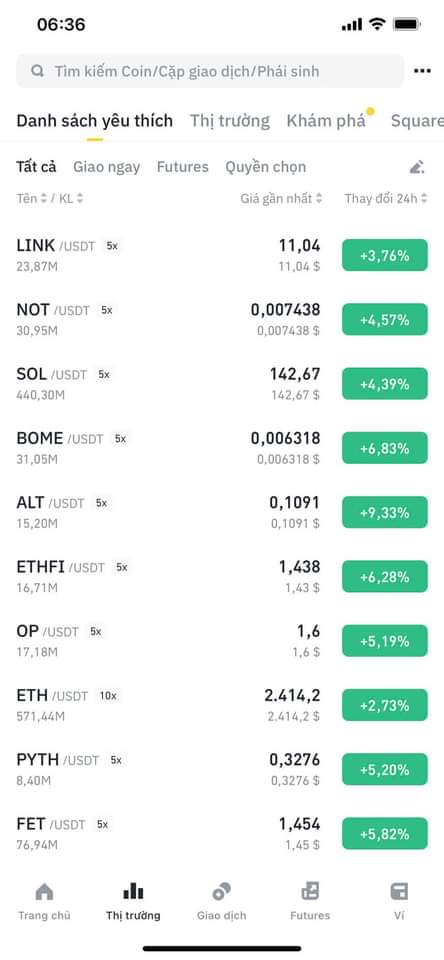 06:36
Tìm kiếm Coin/Cặp giao dịch/Phái sinh
Danh sách yêu thích Thị trường Khám phá Square
Tất cả Giao ngay Futures Quyền chọn
Tên / KL Giá gần nhất Thay đổi 24h
LINK /USDT 5x 11,04 +3,76%
23,87M 11,04 $
NOT /USDT 5x 0,007438 +4,57%
30,95M 0,007438 $
SOL /USDT 5x 142,67 +4,39%
440,30M 142,67 $
BOME /USDT 5x 0,006318 +6,83%
31,05M 0,006318 $
ALT /USDT 5x 0,1091 +9,33%
15,20M 0,1091 $
ETHFI /USDT 5x 1,438 +6,28%
16,71M 1,43 $
OP /USDT 5x 1,6 +5,19%
17,18M 1,6 $
ETH /USDT 10x 2.414,2 +2,73%
571,44M 2.414,2 $
PYTH /USDT 5x 0,3276 +5,20%
8,40M 0,3276 $
FET /USDT 5x 1,454 +5,82%
76,94M 1,45 $
Trang chủ Thị trường Giao dịch Futures Ví